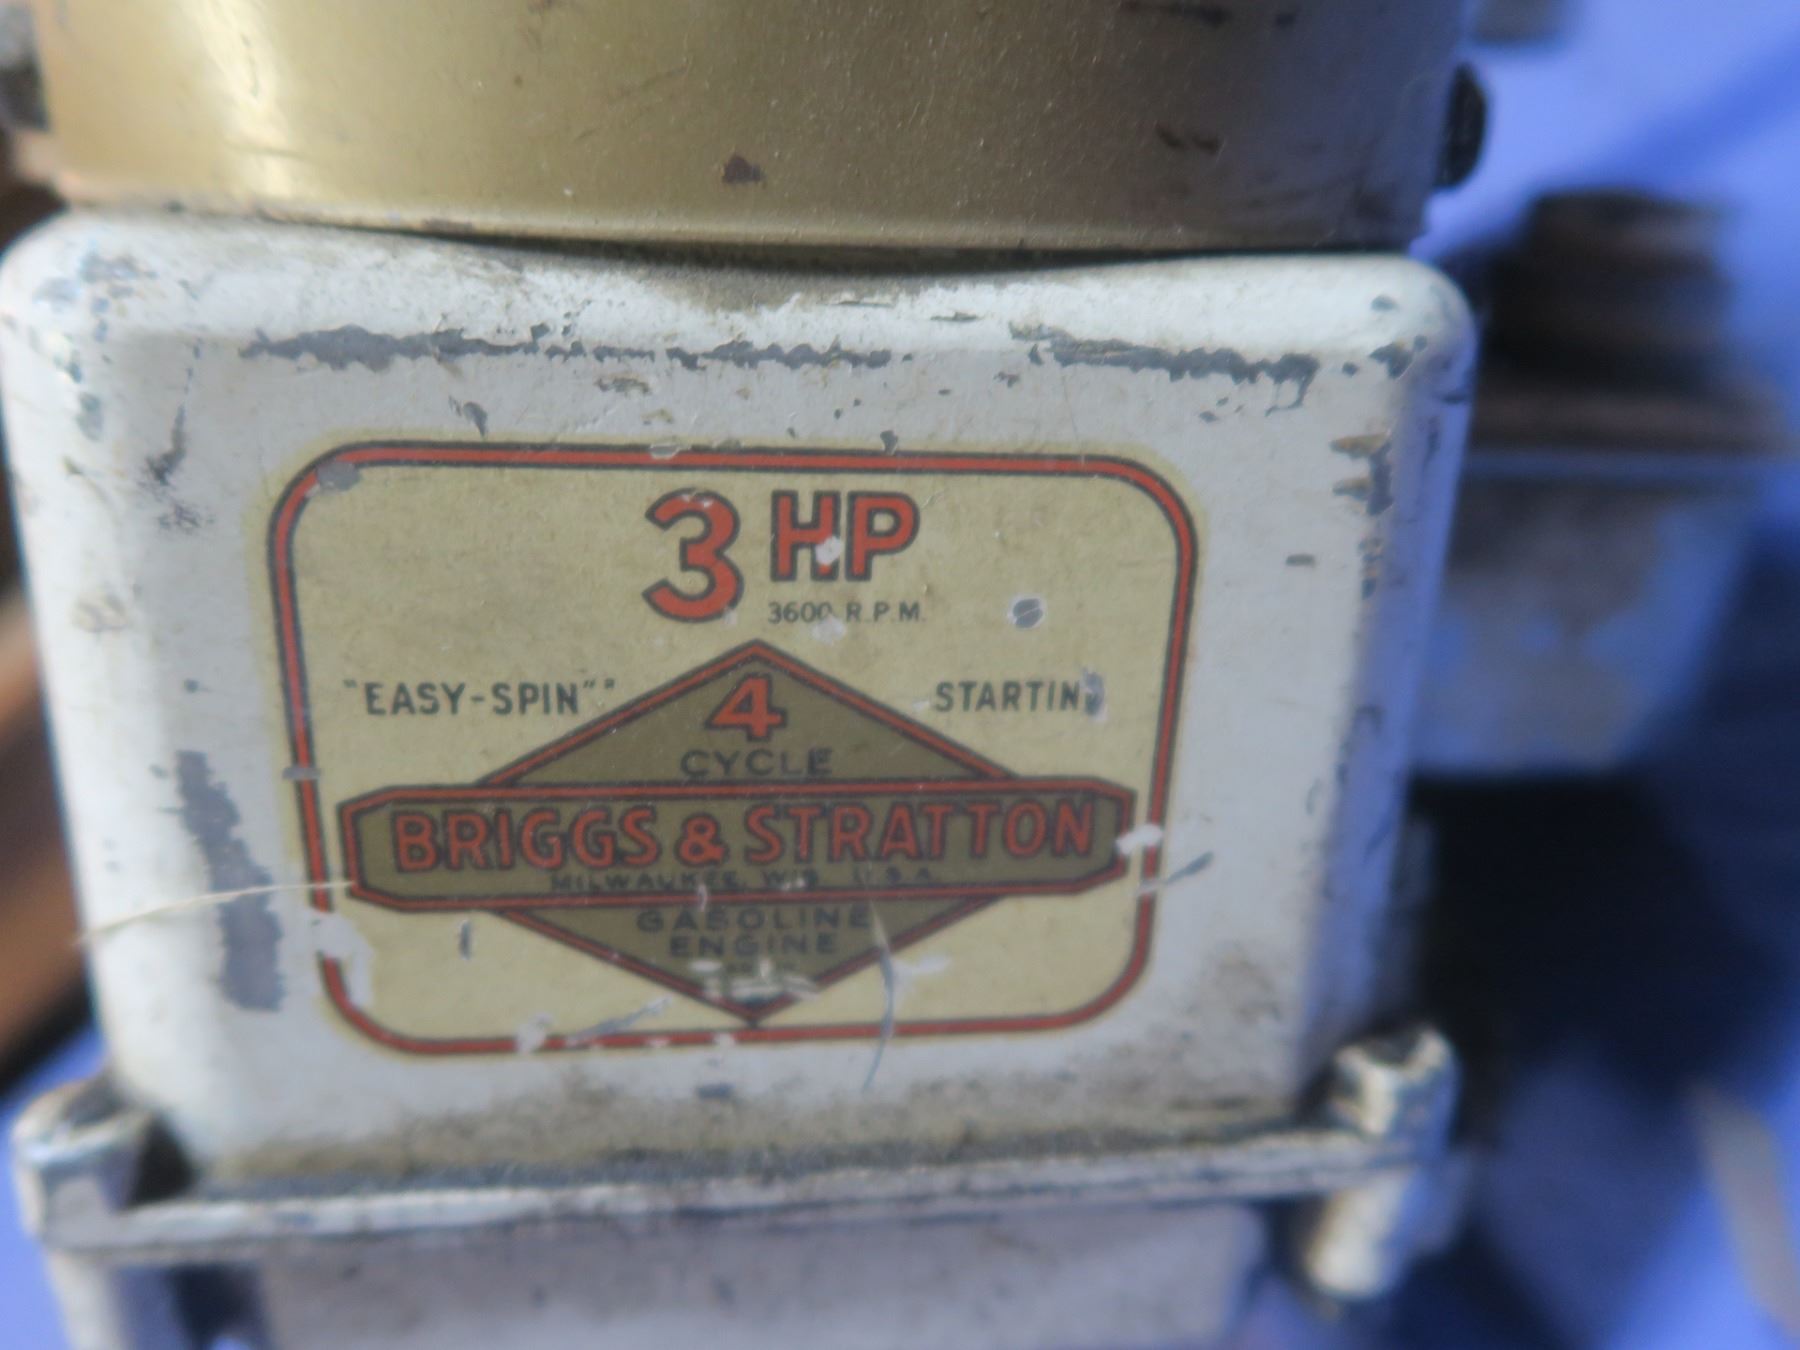 3 HP
3600 R.P.M.
"EASY-SPIN"" STARTIN
4
CYCLE
BRIGGS & STRATTON
MILWAUKEE, WIS. U.S.A.
GASOLINE
ENGINE